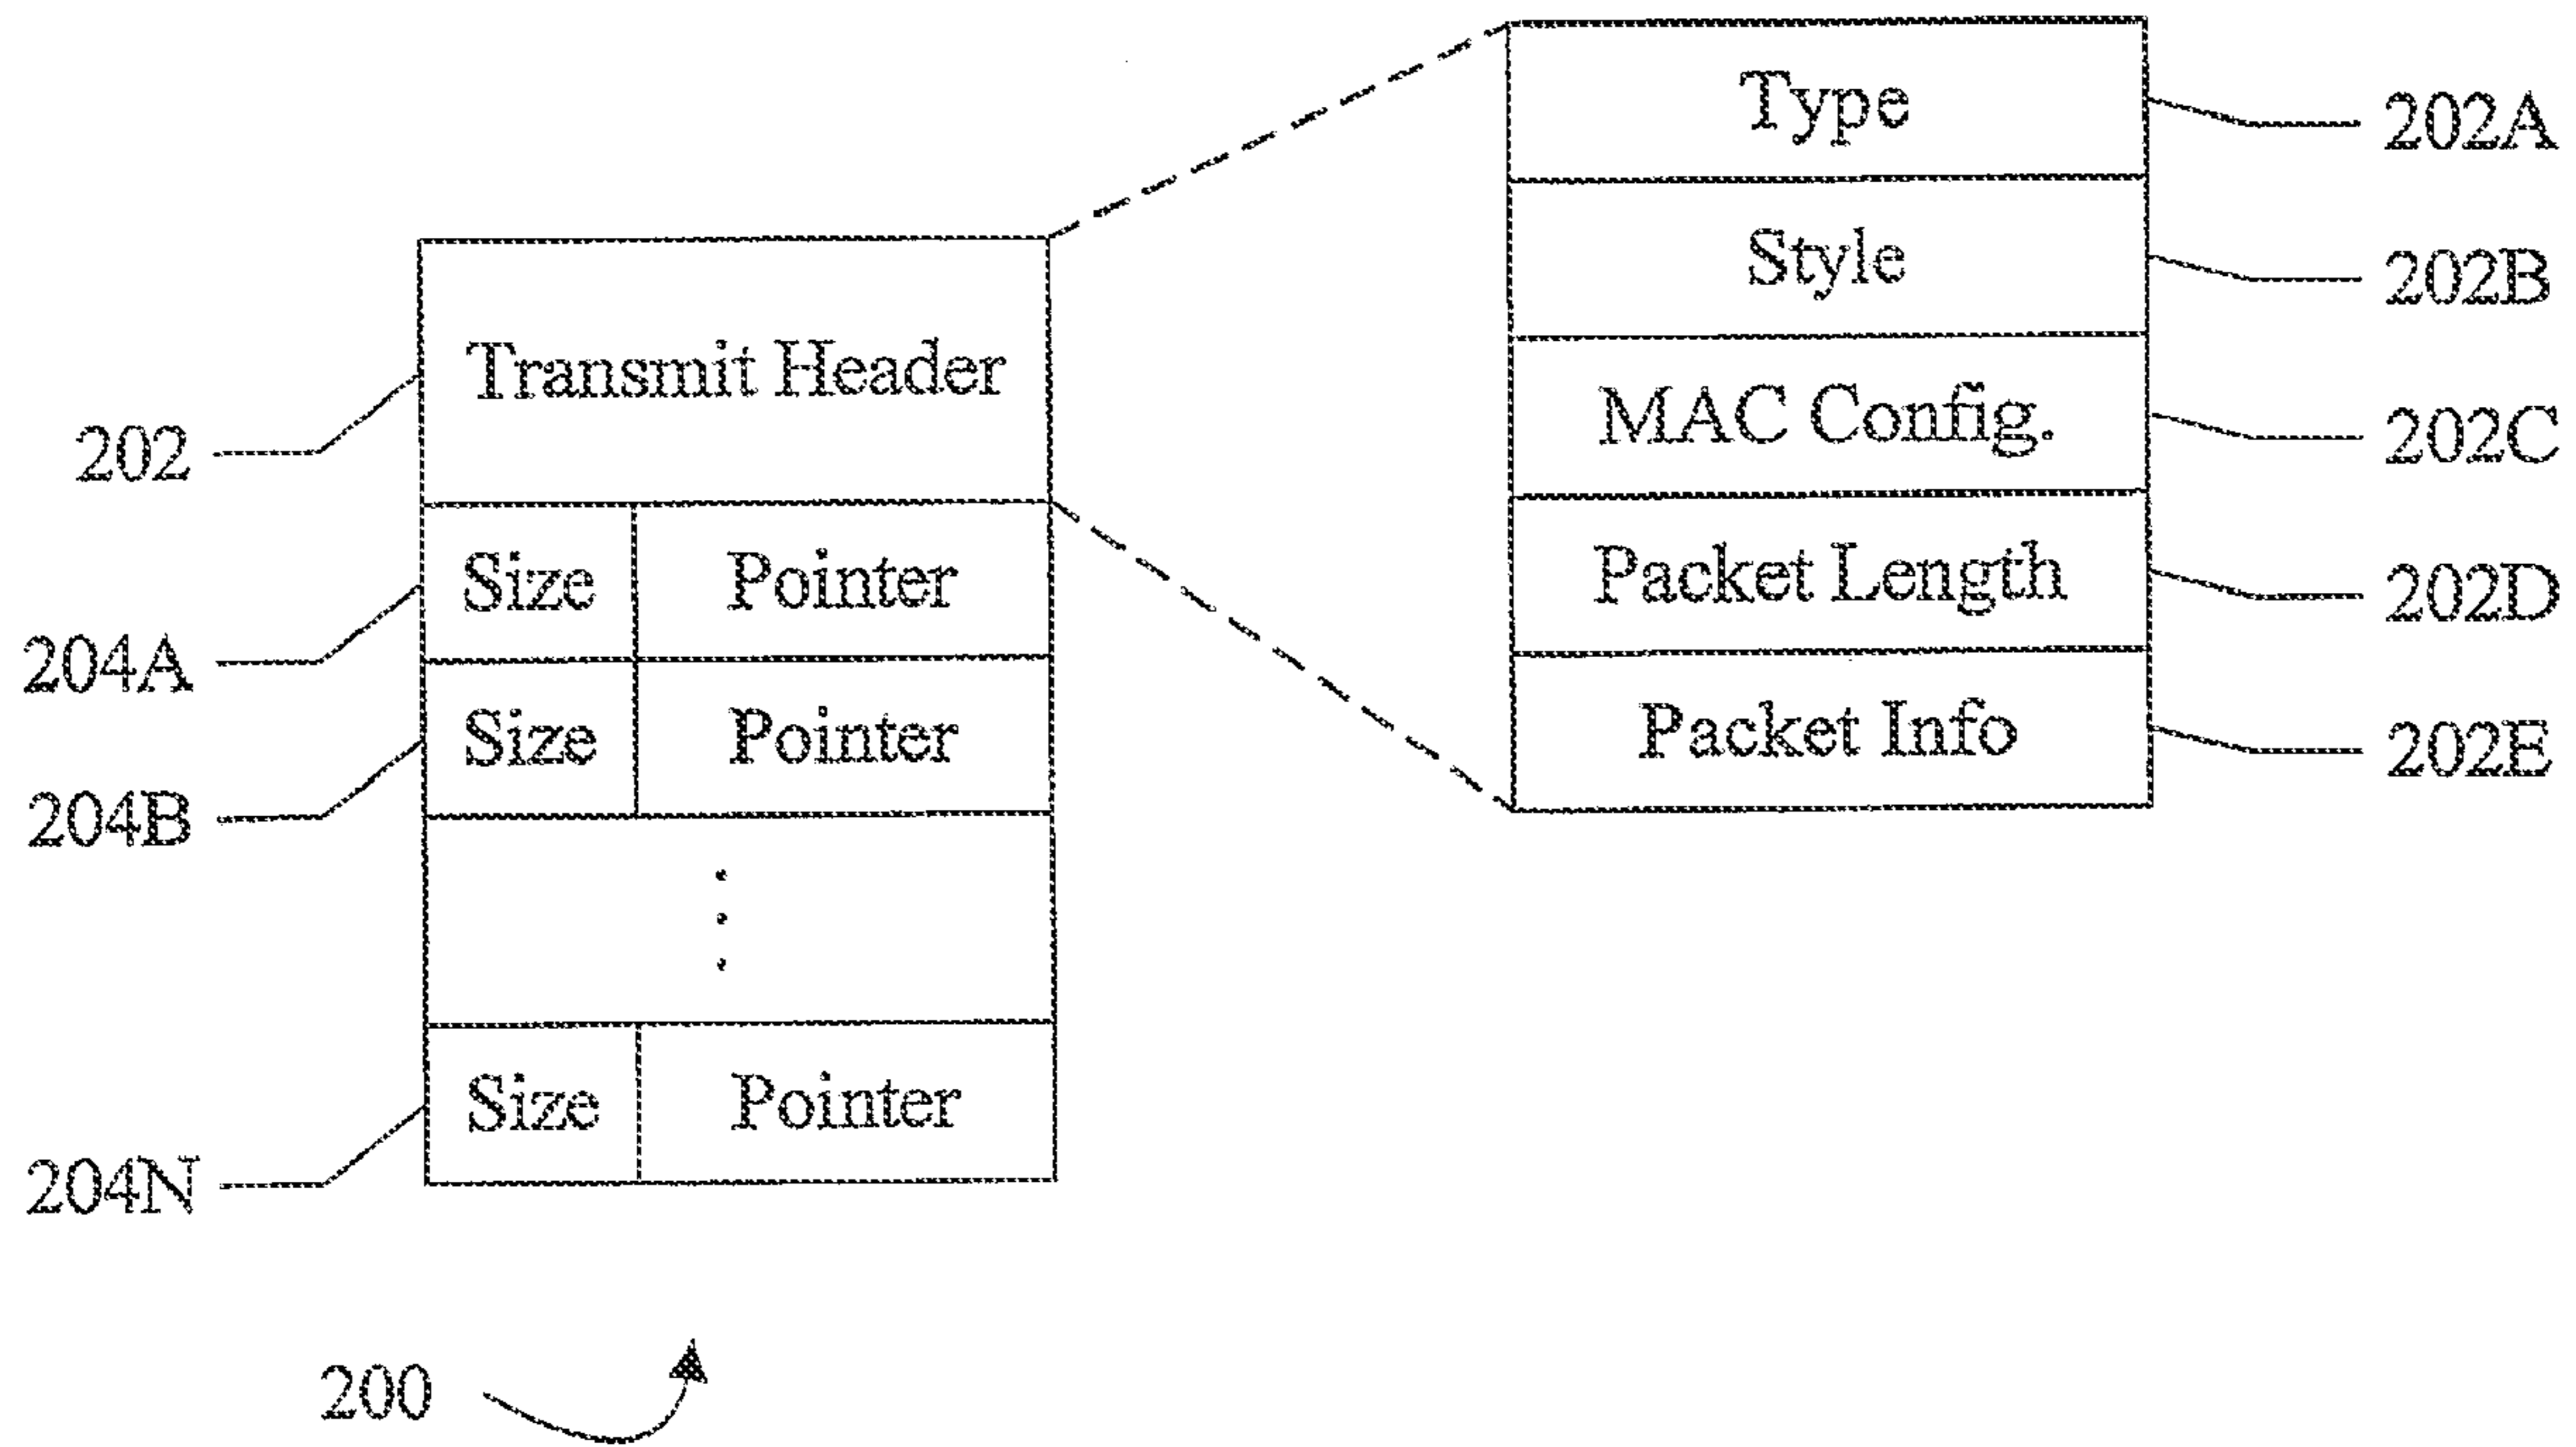 Type
202A
Style
202B
Transmit Header
MAC Config.
202C
202
Size Pointer
Packet Length
202D
204A
Size Pointer
Packet Info
202E
204B
Size Pointer
204N
200